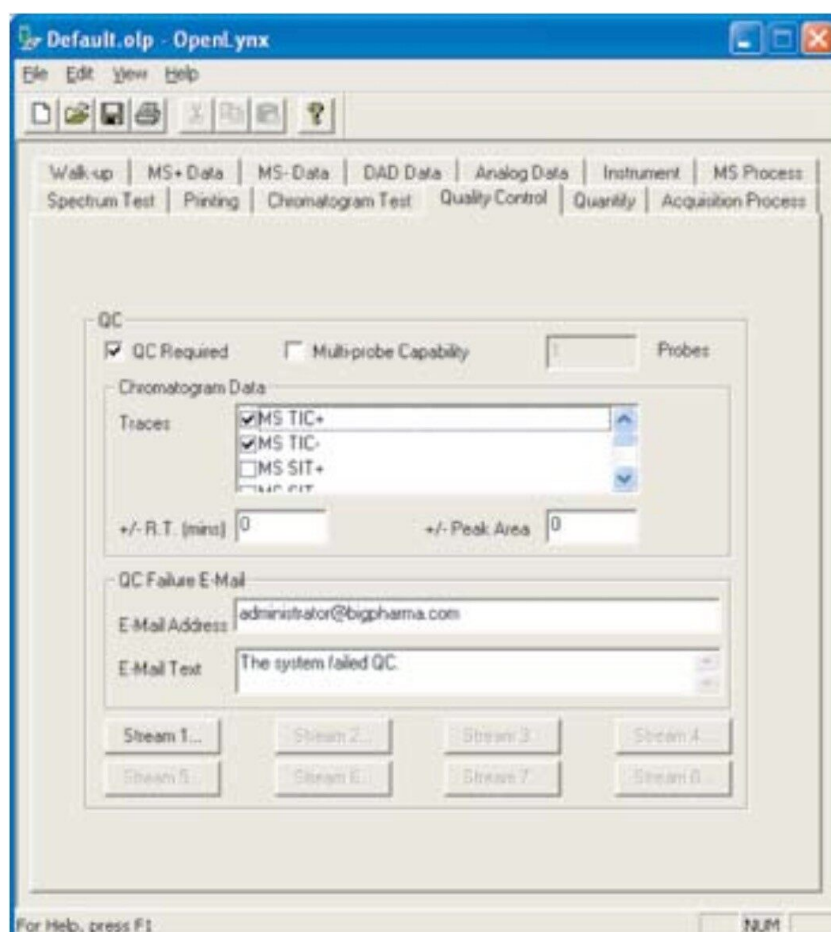 Default.olp - OpenLynx
File Edit View Help
Walk-up MS+ Data MS- Data DAD Data Analog Data Instrument MS Process
Spectrum Test Printing Chromatogram Test Quality Control Quantify Acquisition Process
QC
QC Required Multi-probe Capability 1 Probes
Chromatogram Data
Traces
MS TIC+
MS TIC-
MS SIT+
MS SIT-
+/- R.T. (mins) 0 +/- Peak Area 0
QC Failure E-Mail
E-Mail Address administrator@bigpharma.com
E-Mail Text The system failed QC.
Stream 1... Stream 2... Stream 3... Stream 4...
Stream 5... Stream 6... Stream 7... Stream 8...
For Help, press F1 NUM